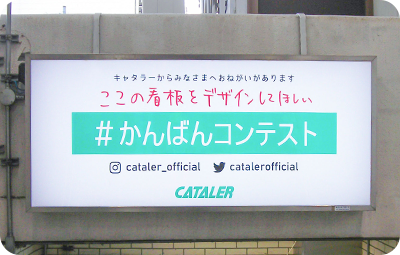 キャタラーからみなさまへおねがいがあります
ここの看板をデザインしてほしい
#かんばんコンテスト
cataler_official catalerofficial
CATALER